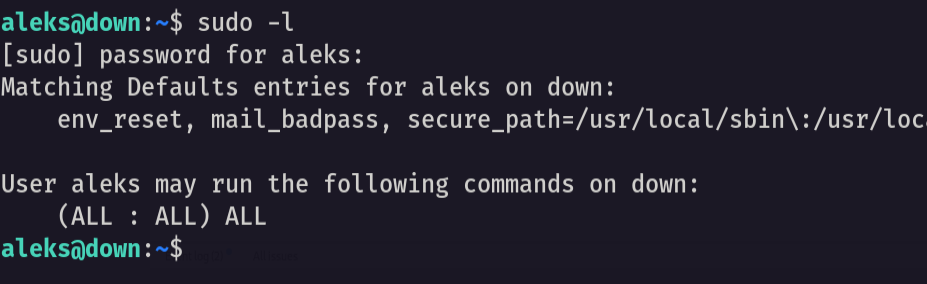 aleks@down:~$ sudo -l
[sudo] password for aleks:
Matching Defaults entries for aleks on down:
    env_reset, mail_badpass, secure_path=/usr/local/sbin\:/usr/loca
User aleks may run the following commands on down:
    (ALL : ALL) ALL
aleks@down:~$